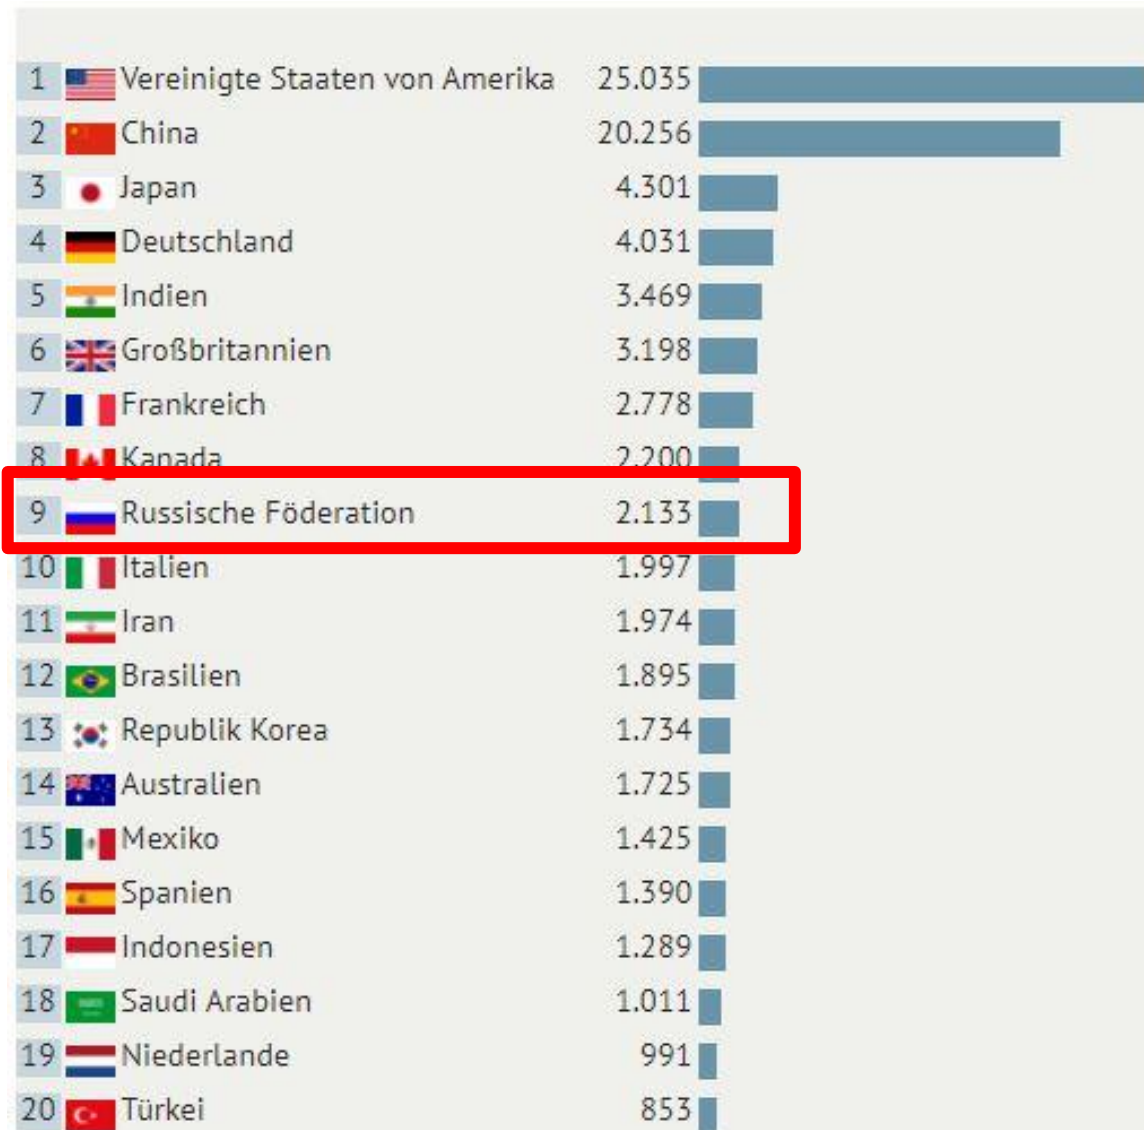 1 Vereinigte Staaten von Amerika 25.035
2 China 20.256
3 Japan 4.301
4 Deutschland 4.031
5 Indien 3.469
6 Großbritannien 3.198
7 Frankreich 2.778
8 Kanada 2.200
9 Russische Föderation 2.133
10 Italien 1.997
11 Iran 1.974
12 Brasilien 1.895
13 Republik Korea 1.734
14 Australien 1.725
15 Mexiko 1.425
16 Spanien 1.390
17 Indonesien 1.289
18 Saudi Arabien 1.011
19 Niederlande 991
20 Türkei 853